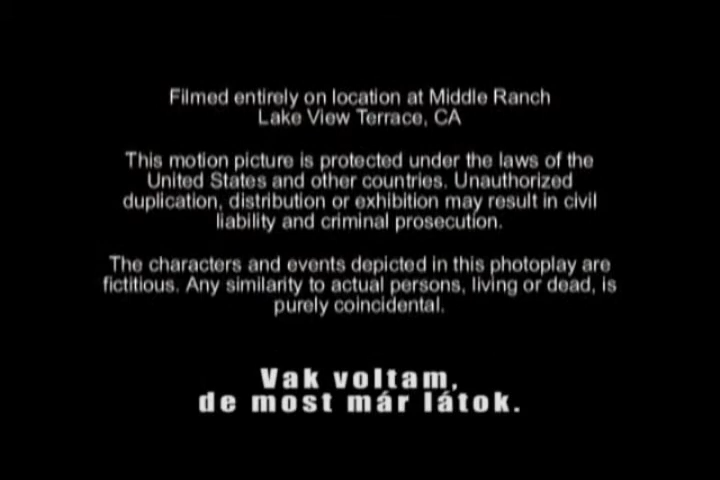 Filmed entirely on location at Middle Ranch
Lake View Terrace, CA
This motion picture is protected under the laws of the
United States and other countries. Unauthorized
duplication, distribution or exhibition may result in civil
liability and criminal prosecution.
The characters and events depicted in this photoplay are
fictitious. Any similarity to actual persons, living or dead, is
purely coincidental.
Vak voltam,
de most már látok.